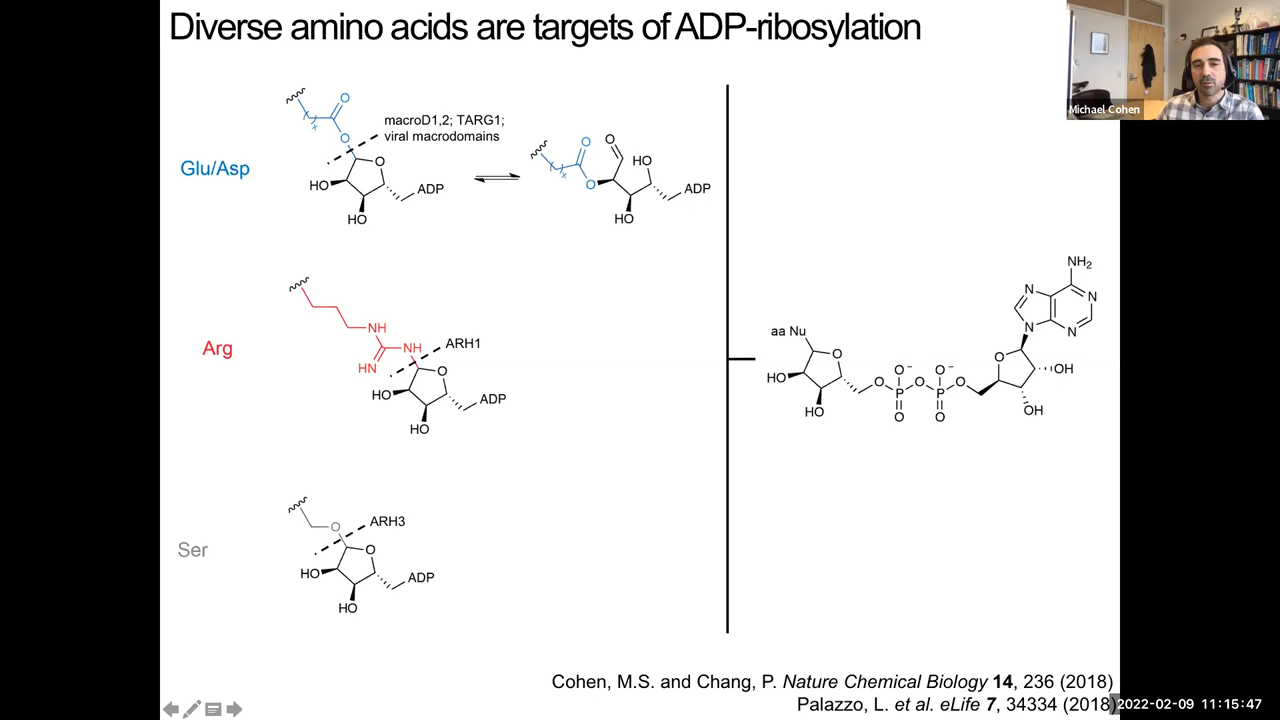 Diverse amino acids are targets of ADP-ribosylation
Michael Cohen
Glu/Asp
x
O
O
O
HO
HO
ADP
macroD1,2; TARG1;
viral macrodomains
x
O
O
O
HO
HO
ADP
Arg
NH
NH
HN
ARH1
O
HO
HO
ADP
Ser
O
ARH3
O
HO
HO
ADP
aa Nu
O
HO
HO
O
O⁻
P
O
O
O⁻
P
O
O
O
OH
OH
NH₂
N
N
N
N
Cohen, M.S. and Chang, P. Nature Chemical Biology 14, 236 (2018)
Palazzo, L. et al. eLife 7, 34334 (2018)
2022-02-09 11:15:47